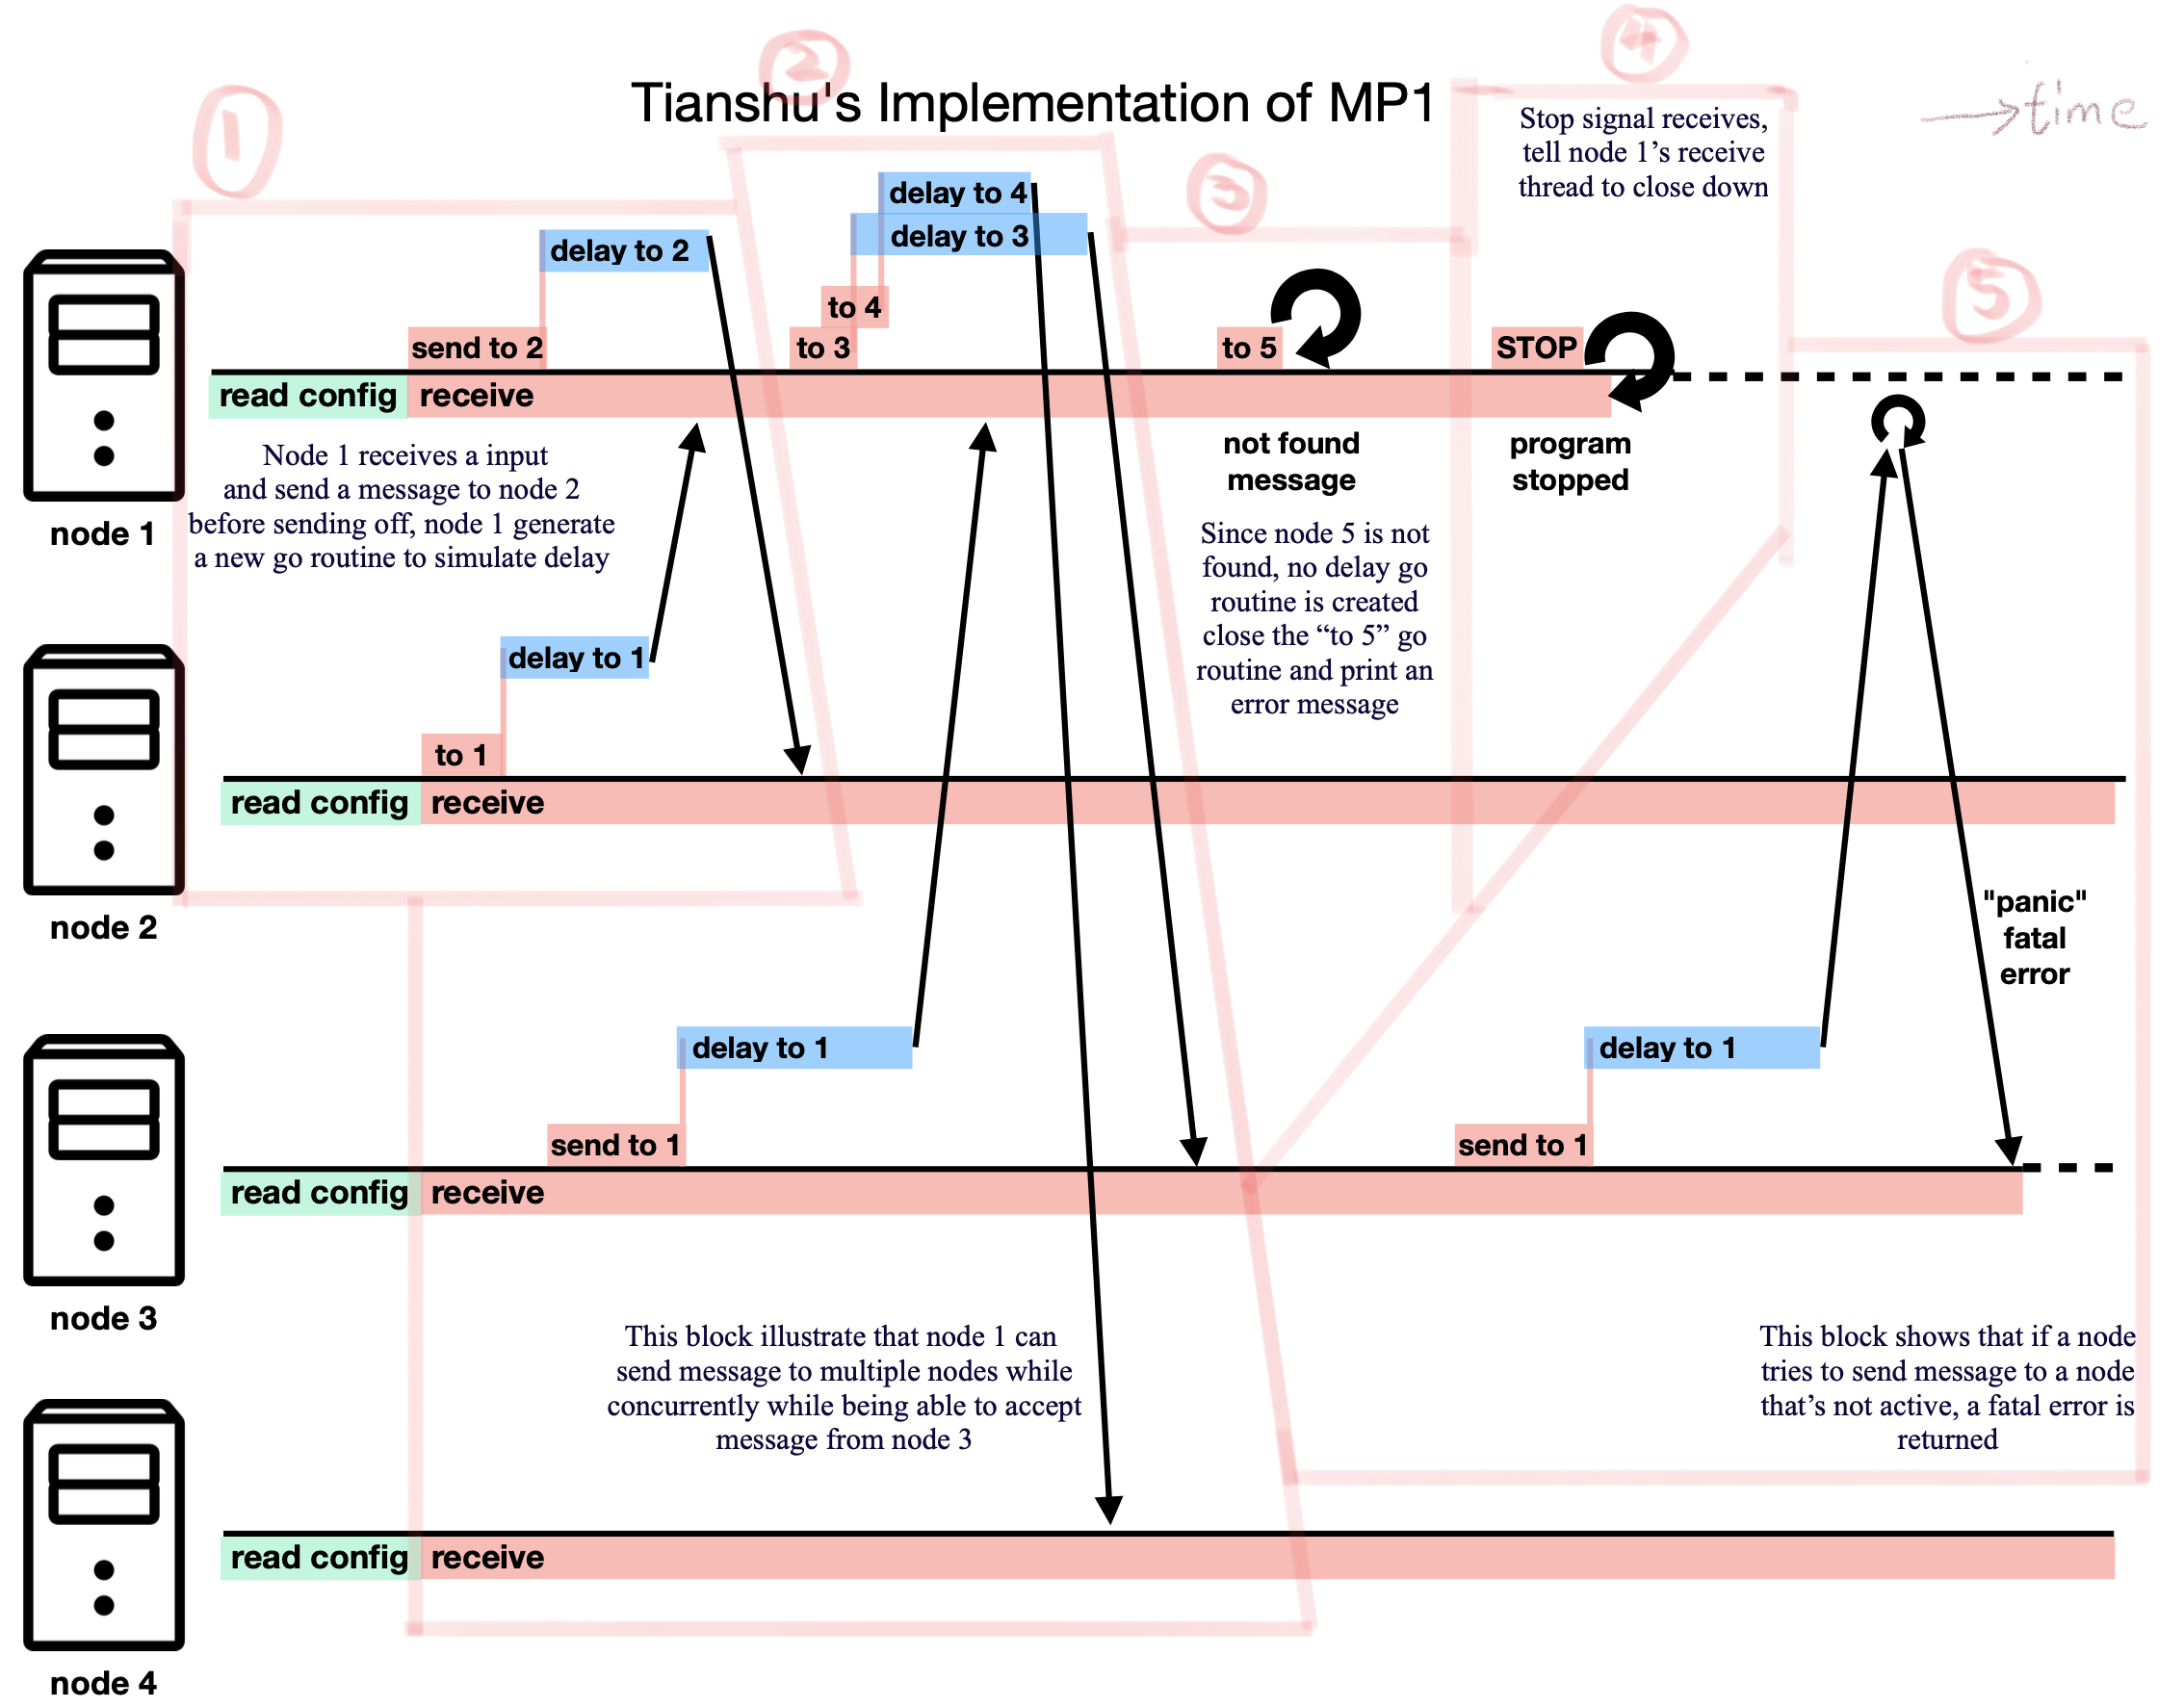 Tianshu's Implementation of MP1
→time
1
2
3
4
5
Stop signal receives,
tell node 1’s receive
thread to close down
delay to 4
delay to 3
delay to 2
to 4
send to 2
to 3
to 5
STOP
read config
receive
node 1
Node 1 receives a input
and send a message to node 2
before sending off, node 1 generate
a new go routine to simulate delay
not found
message
program
stopped
Since node 5 is not
found, no delay go
routine is created
close the “to 5” go
routine and print an
error message
delay to 1
to 1
read config
receive
node 2
"panic"
fatal
error
delay to 1
delay to 1
send to 1
send to 1
read config
receive
node 3
This block illustrate that node 1 can
send message to multiple nodes while
concurrently while being able to accept
message from node 3
This block shows that if a node
tries to send message to a node
that’s not active, a fatal error is
returned
read config
receive
node 4